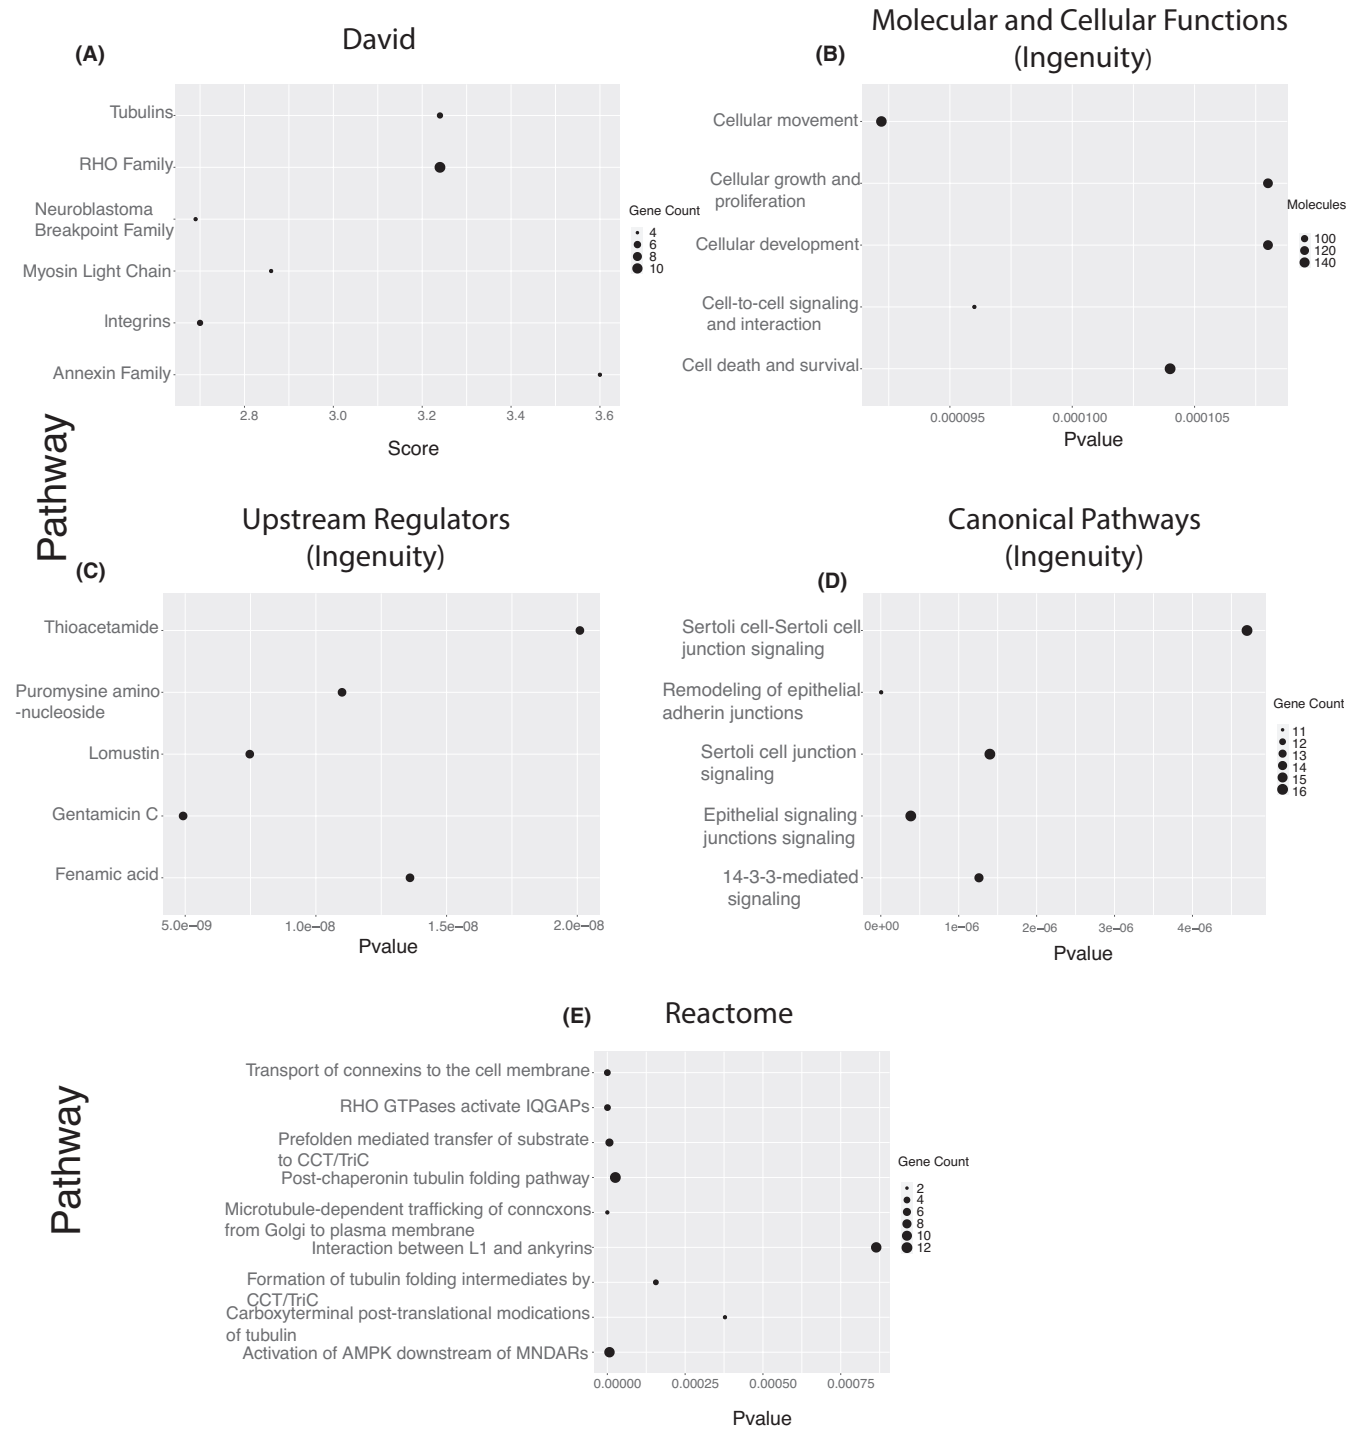 (A)
David
Tubulins
RHO Family
Neuroblastoma
Breakpoint Family
Myosin Light Chain
Integrins
Annexin Family
2.8 3.0 3.2 3.4 3.6
Score
Gene Count
4
6
8
10
(B)
Molecular and Cellular Functions
(Ingenuity)
Cellular movement
Cellular growth and
proliferation
Cellular development
Cell-to-cell signaling
and interaction
Cell death and survival
0.000095 0.000100 0.000105
Pvalue
Molecules
100
120
140
Pathway
(C)
Upstream Regulators
(Ingenuity)
Thioacetamide
Puromysine amino-
-nucleoside
Lomustin
Gentamicin C
Fenamic acid
5.0e−09 1.0e−08 1.5e−08 2.0e−08
Pvalue
(D)
Canonical Pathways
(Ingenuity)
Sertoli cell-Sertoli cell
junction signaling
Remodeling of epithelial
adherin junctions
Sertoli cell junction
signaling
Epithelial signaling
junctions signaling
14-3-3-mediated
signaling
0e+00 1e−06 2e−06 3e−06 4e−06
Pvalue
Gene Count
11
12
13
14
15
16
Pathway
(E)
Reactome
Transport of connexins to the cell membrane
RHO GTPases activate IQGAPs
Prefolden mediated transfer of substrate
to CCT/TriC
Post-chaperonin tubulin folding pathway
Microtubule-dependent trafficking of conncxons
from Golgi to plasma membrane
Interaction between L1 and ankyrins
Formation of tubulin folding intermediates by
CCT/TriC
Carboxyterminal post-translational modications
of tubulin
Activation of AMPK downstream of MNDARs
0.00000 0.00025 0.00050 0.00075
Pvalue
Gene Count
2
4
6
8
10
12